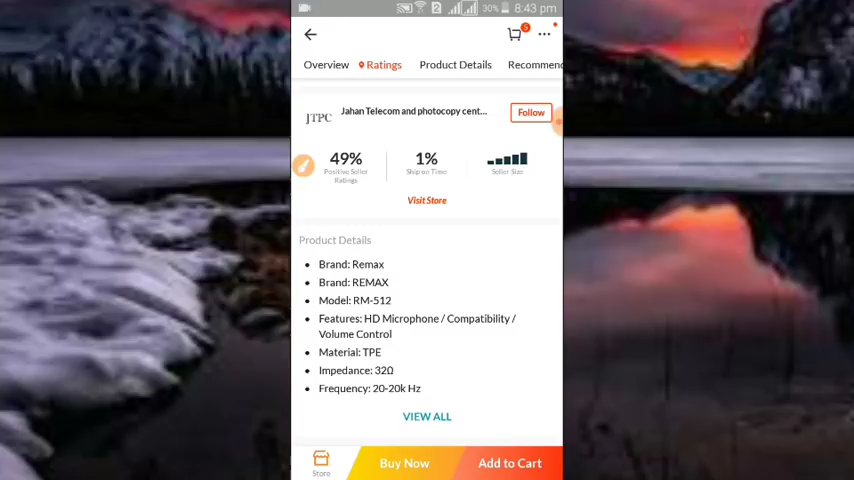 30% 8:43 pm
5
Overview Ratings Product Details Recommen
JTPC Jahan Telecom and photocopy cent... Follow
49% 1%
Positive Seller Ratings Ship on Time Seller Size
Visit Store
Product Details
Brand: Remax
Brand: REMAX
Model: RM-512
Features: HD Microphone / Compatibility /
Volume Control
Material: TPE
Impedance: 32Ω
Frequency: 20-20k Hz
VIEW ALL
Store Buy Now Add to Cart